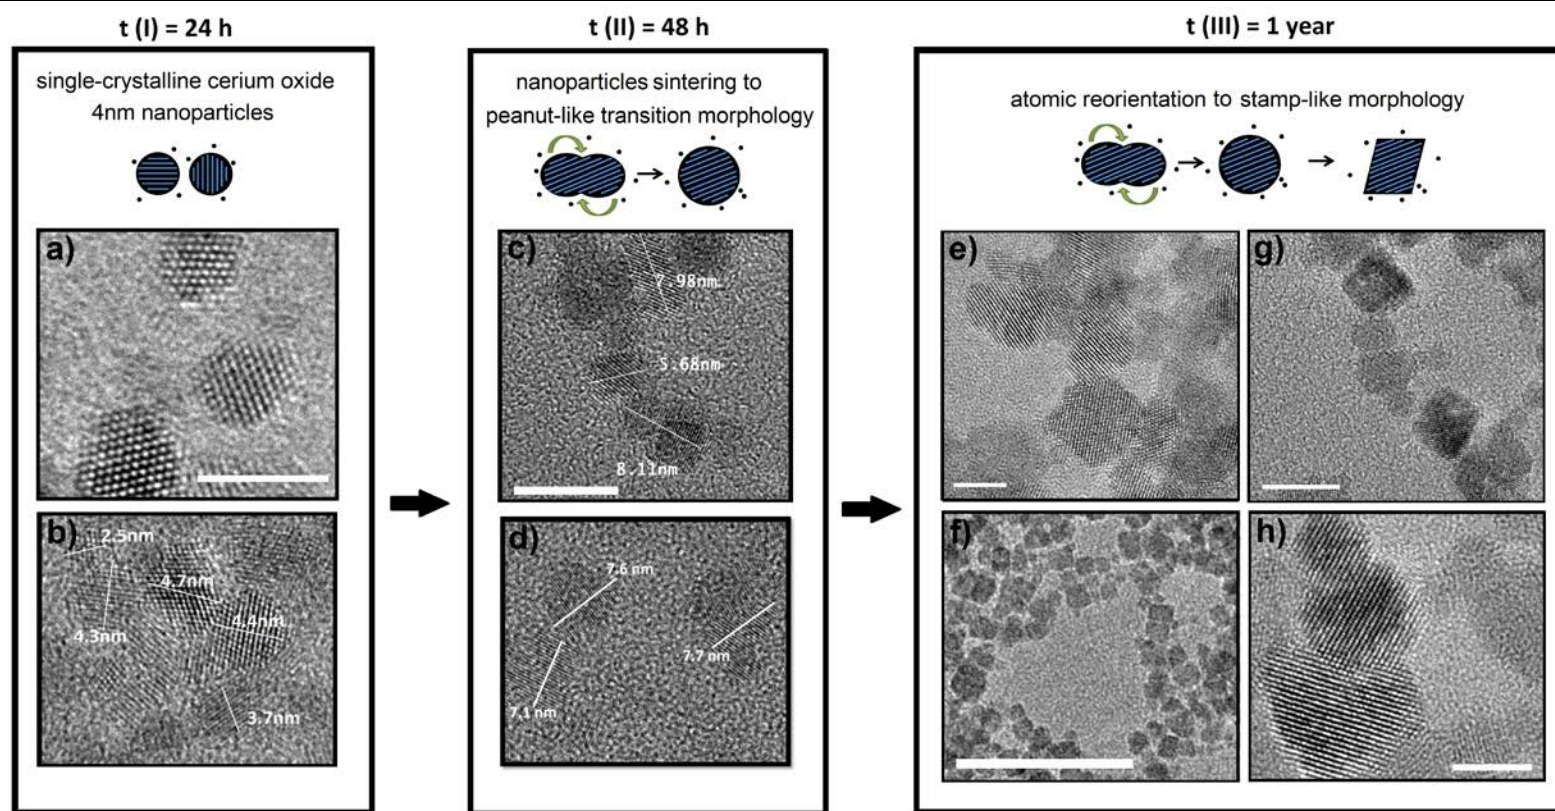 t (I) = 24 h
single-crystalline cerium oxide
4nm nanoparticles
a)
b)
2.5nm
4.7nm
4.4nm
4.3nm
3.7nm
t (II) = 48 h
nanoparticles sintering to
peanut-like transition morphology
c)
7.98nm
5.68nm
8.11nm
d)
7.6 nm
7.7 nm
7.1 nm
t (III) = 1 year
atomic reorientation to stamp-like morphology
e)
g)
f)
h)